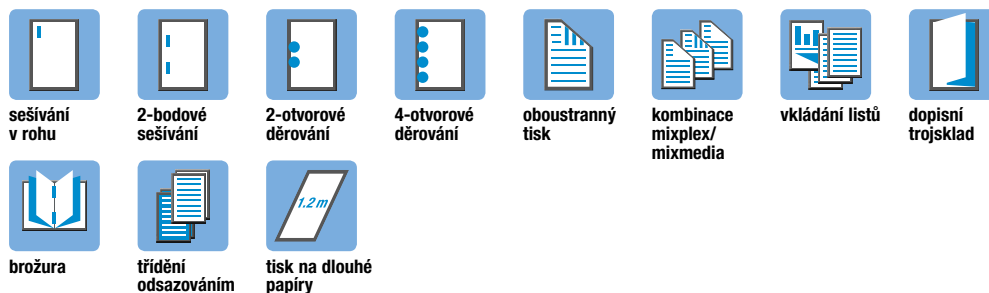 sešívání
v rohu
2-bodové
sešívání
2-otvorové
děrování
4-otvorové
děrování
oboustranný
tisk
kombinace
mixplex/
mixmedia
vkládání listů
dopisní
trojsklad
1.2 m
brožura
třídění
odsazováním
tisk na dlouhé
papíry